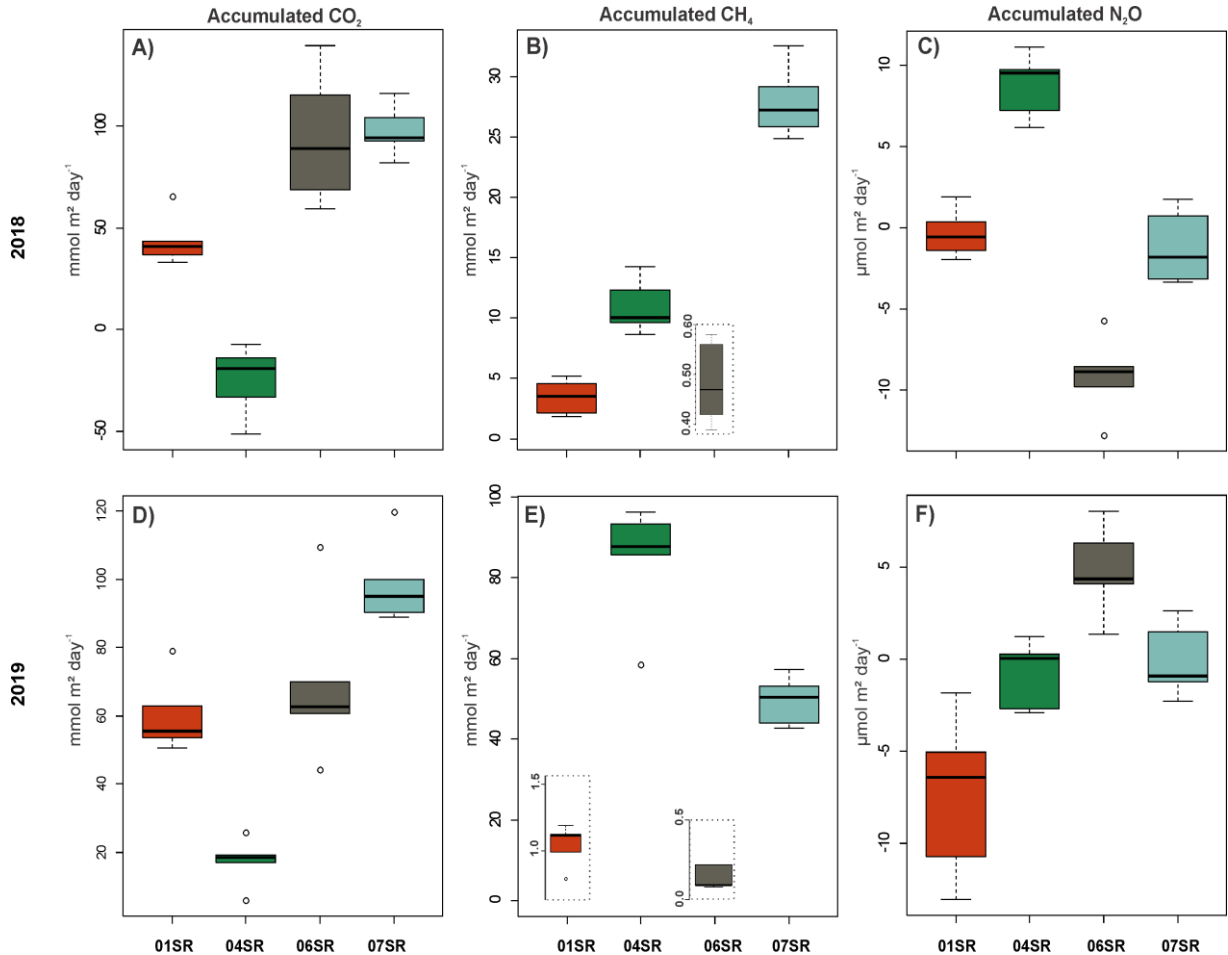 Accumulated CO₂
Accumulated CH₄
Accumulated N₂O
2018
A)
mmol m² day⁻¹
100
50
0
-50
B)
mmol m² day⁻¹
30
25
20
15
10
5
0
0.60
0.50
0.40
C)
µmol m² day⁻¹
10
5
0
-5
-10
2019
D)
mmol m² day⁻¹
120
100
80
60
40
20
01SR 04SR 06SR 07SR
E)
mmol m² day⁻¹
100
80
60
40
20
0
1.5
1.0
0.5
0.0
01SR 04SR 06SR 07SR
F)
µmol m² day⁻¹
5
0
-5
-10
01SR 04SR 06SR 07SR